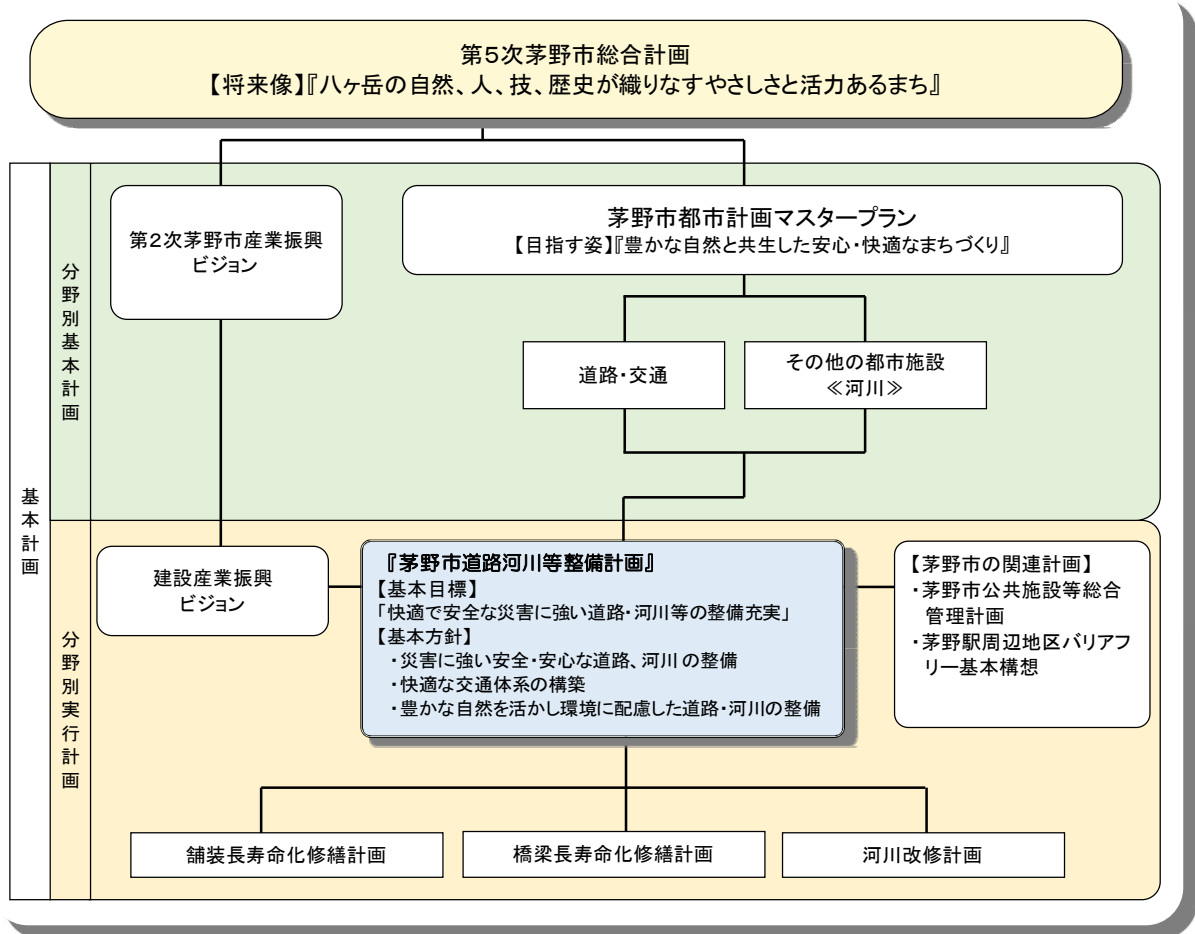 第5次茅野市総合計画
【将来像】『八ヶ岳の自然、人、技、歴史が織りなすやさしさと活力あるまち』
基本計画
分野別基本計画
第2次茅野市産業振興
ビジョン
茅野市都市計画マスタープラン
【目指す姿】『豊かな自然と共生した安心・快適なまちづくり』
道路・交通
その他の都市施設
≪河川≫
分野別実行計画
建設産業振興
ビジョン
『茅野市道路河川等整備計画』
【基本目標】
「快適で安全な災害に強い道路・河川等の整備充実」
【基本方針】
・災害に強い安全・安心な道路、河川の整備
・快適な交通体系の構築
・豊かな自然を活かし環境に配慮した道路・河川の整備
【茅野市の関連計画】
・茅野市公共施設等総合
管理計画
・茅野駅周辺地区バリアフ
リー基本構想
舗装長寿命化修繕計画
橋梁長寿命化修繕計画
河川改修計画